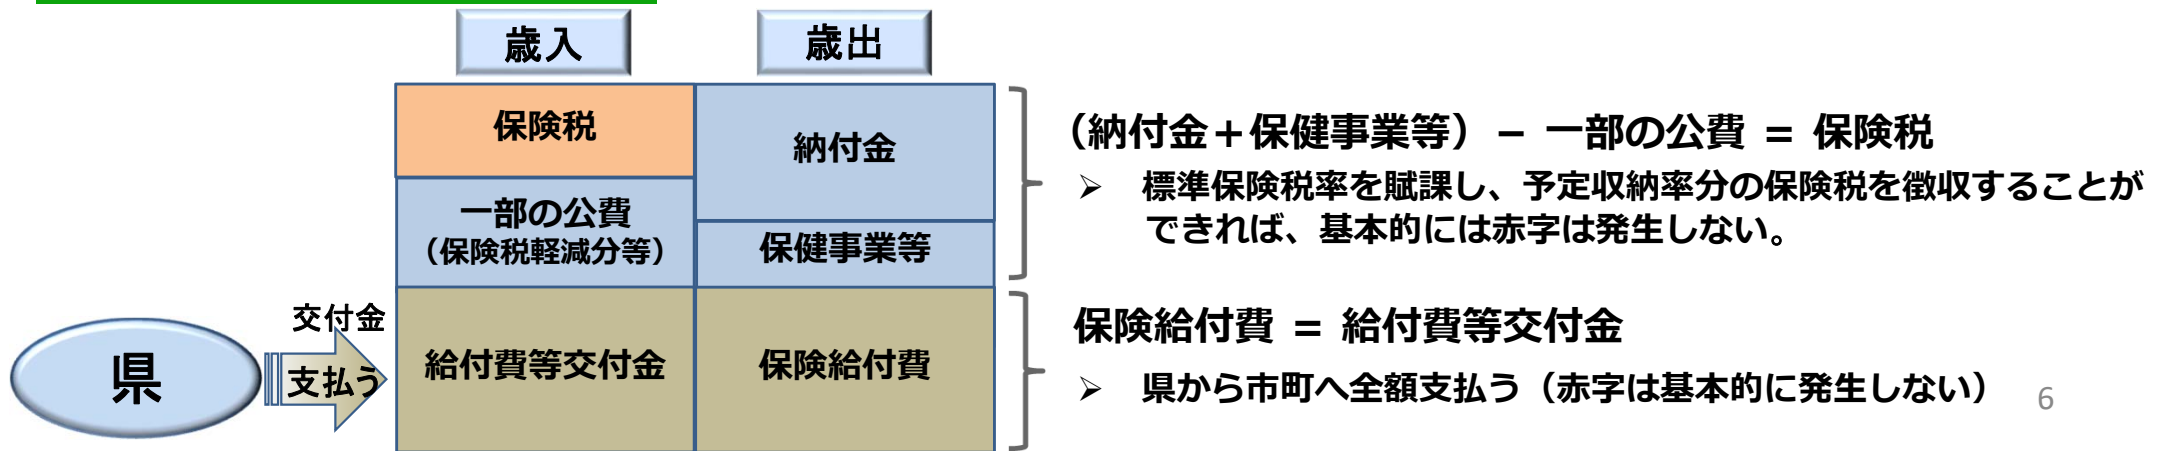 歳入
歳出
保険税
一部の公費
（保険税軽減分等）
給付費等交付金
納付金
保健事業等
保険給付費
県
交付金
支払う
（納付金＋保健事業等）－ 一部の公費 ＝ 保険税
➢ 標準保険税率を賦課し、予定収納率分の保険税を徴収することが
できれば、基本的には赤字は発生しない。
保険給付費 ＝ 給付費等交付金
➢ 県から市町へ全額支払う（赤字は基本的に発生しない）
6